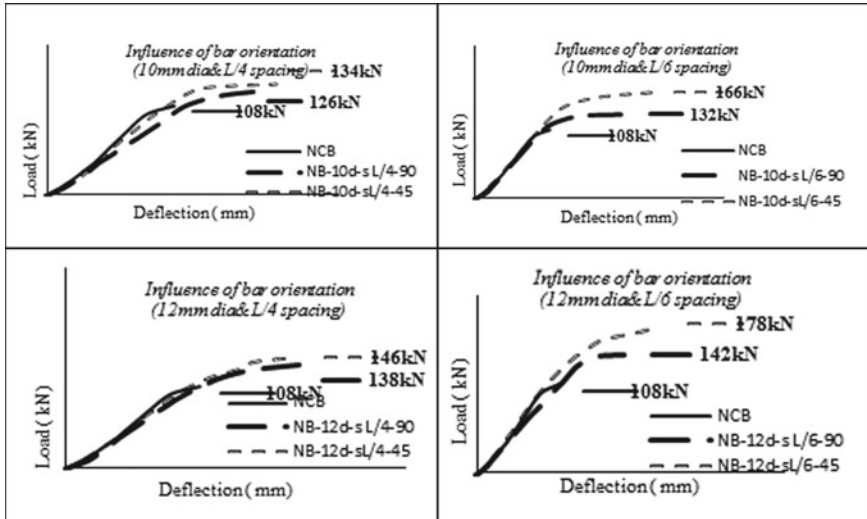 Influence of bar orientation
(10mm dia& L/4 spacing)
134kN
126kN
108kN
NCB
NB-10d-sL/4-90
NB-10d-sL/4-45
Load( kN)
Deflection( mm)
Influence of bar orientation
(10mm dia& L/6 spacing)
166kN
132kN
108kN
NCB
NB-10d-sL/6-90
NB-10d-sL/6-45
Load( kN)
Deflection( mm)
Influence of bar orientation
(12mm dia& L/4 spacing)
146kN
138kN
108kN
NCB
NB-12d-sL/4-90
NB-12d-sL/4-45
Load( kN)
Deflection( mm)
Influence of bar orientation
(12mm dia& L/6 spacing)
178kN
142kN
108kN
NCB
NB-12d-sL/6-90
NB-12d-sL/6-45
Load( kN)
Deflection( mm)